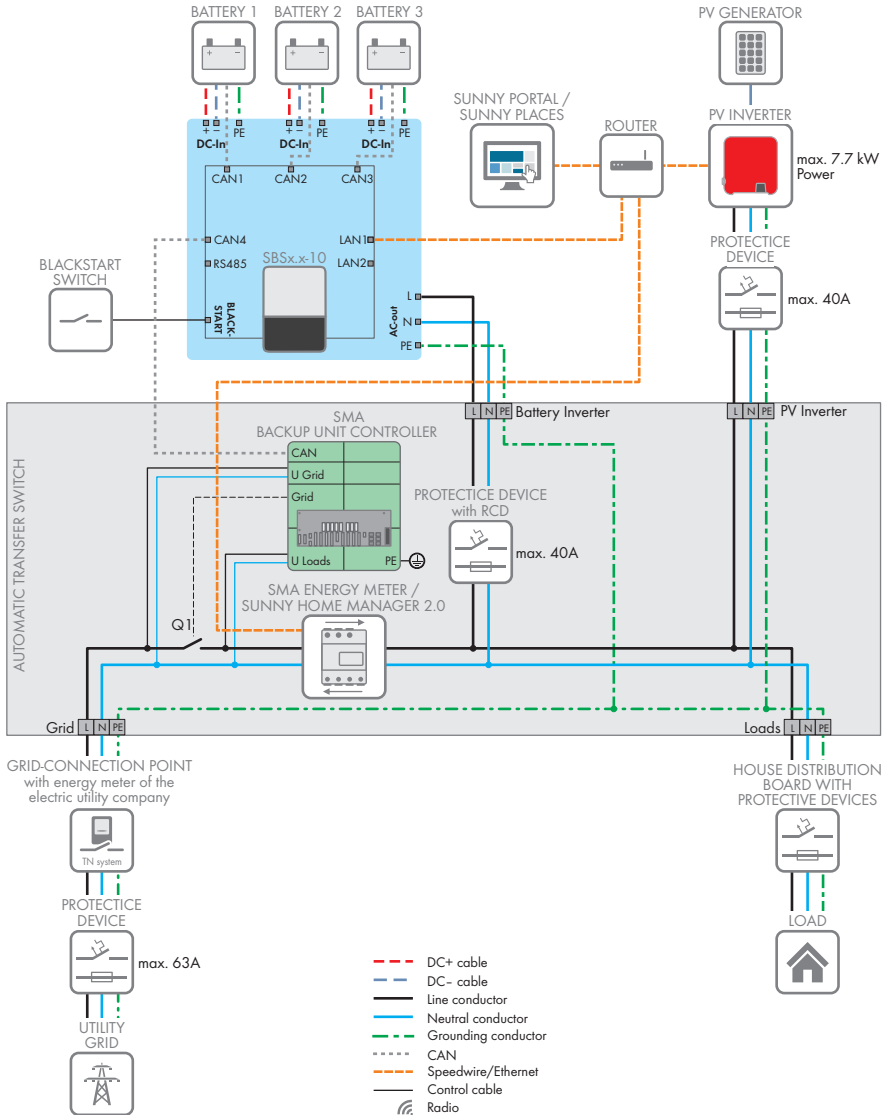 BATTERY 1
BATTERY 2
BATTERY 3
PV GENERATOR
+ −
+ −
+ −
SUNNY PORTAL /
SUNNY PLACES
ROUTER
PV INVERTER
max. 7.7 kW
Power
+ − PE
DC-In
+ − PE
DC-In
+ − PE
DC-In
CAN1
CAN2
CAN3
CAN4
LAN1
RS485
SBSx.x-10
LAN2
BLACKSTART
SWITCH
BLACK-
START
L
N
PE
AC-out
PROTECTICE
DEVICE
max. 40A
AUTOMATIC TRANSFER SWITCH
L N PE Battery Inverter
L N PE PV Inverter
SMA
BACKUP UNIT CONTROLLER
CAN
U Grid
Grid
U Loads
PE
PROTECTICE DEVICE
with RCD
max. 40A
SMA ENERGY METER /
SUNNY HOME MANAGER 2.0
Q1
Grid L N PE
Loads L N PE
GRID-CONNECTION POINT
with energy meter of the
electric utility company
TN system
HOUSE DISTRIBUTION
BOARD WITH
PROTECTIVE DEVICES
PROTECTICE
DEVICE
max. 63A
LOAD
UTILITY
GRID
DC+ cable
DC– cable
Line conductor
Neutral conductor
Grounding conductor
CAN
Speedwire/Ethernet
Control cable
Radio